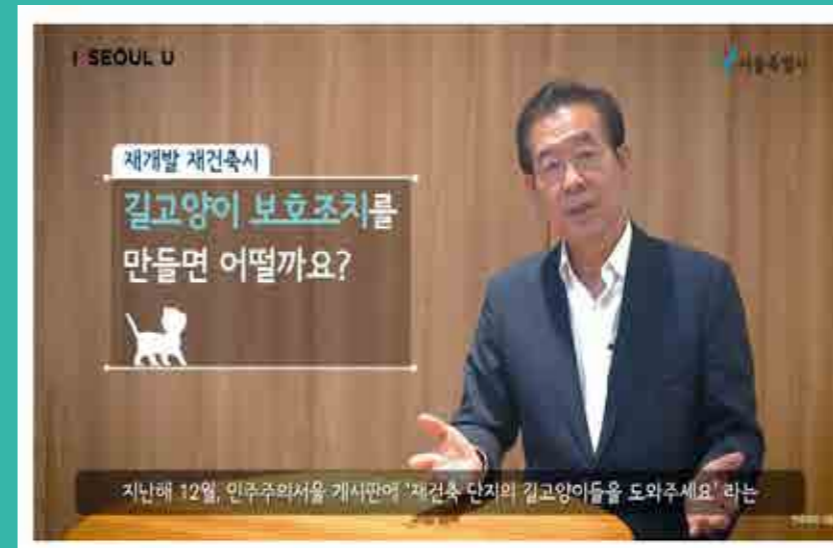 I·SEOUL·U
서울특별시
재개발 재건축시
길고양이 보호조치를
만들면 어떨까요?
지난해 12월, 민주주의서울 게시판에 '재건축 단지의 길고양이들을 도와주세요' 라는